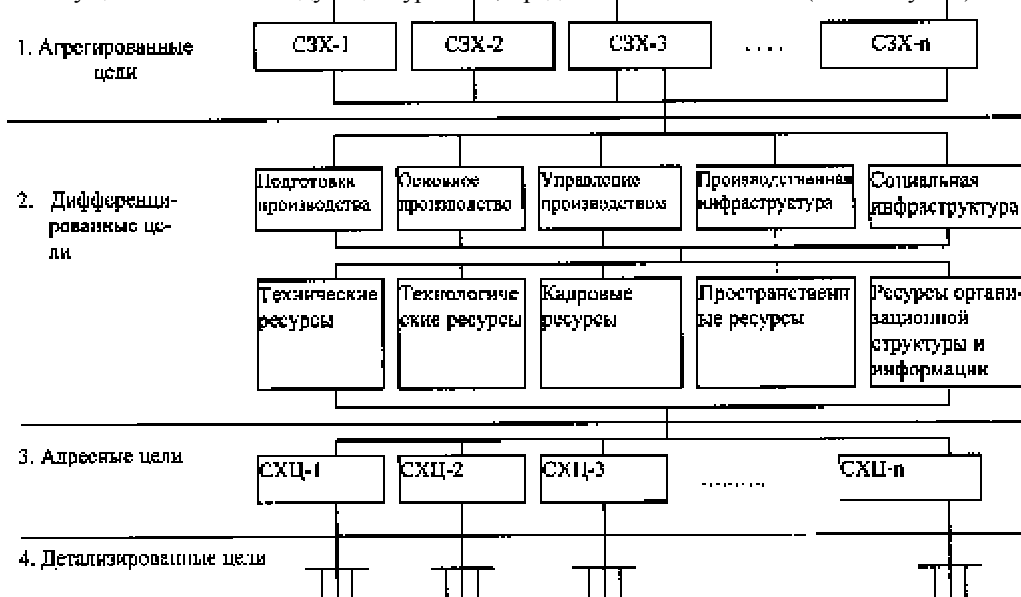 1. Агрегированные
цели
СЗХ-1
СЗХ-2
СЗХ-3
....
СЗХ-n
2. Дифференци-
рованные це-
ли
Подготовка
производства
Основное
производство
Управление
производством
Производственная
инфраструктура
Социальная
инфраструктура
Технические
ресурсы
Технологиче
ские ресурсы
Кадровые
ресурсы
Пространственн
ые ресурсы
Ресурсы органи-
зационной
структуры и
информации
3. Адресные цели
СХЦ-1
СХЦ-2
СХЦ-3
.........
СХЦ-n
4. Детализированные цели